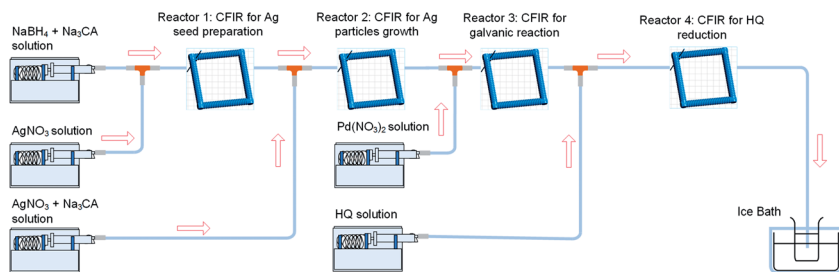 NaBH₄ + Na₃CA
solution
Reactor 1: CFIR for Ag
seed preparation
Reactor 2: CFIR for Ag
particles growth
Reactor 3: CFIR for
galvanic reaction
Reactor 4: CFIR for HQ
reduction
AgNO₃ solution
Pd(NO₃)₂ solution
AgNO₃ + Na₃CA
solution
HQ solution
Ice Bath